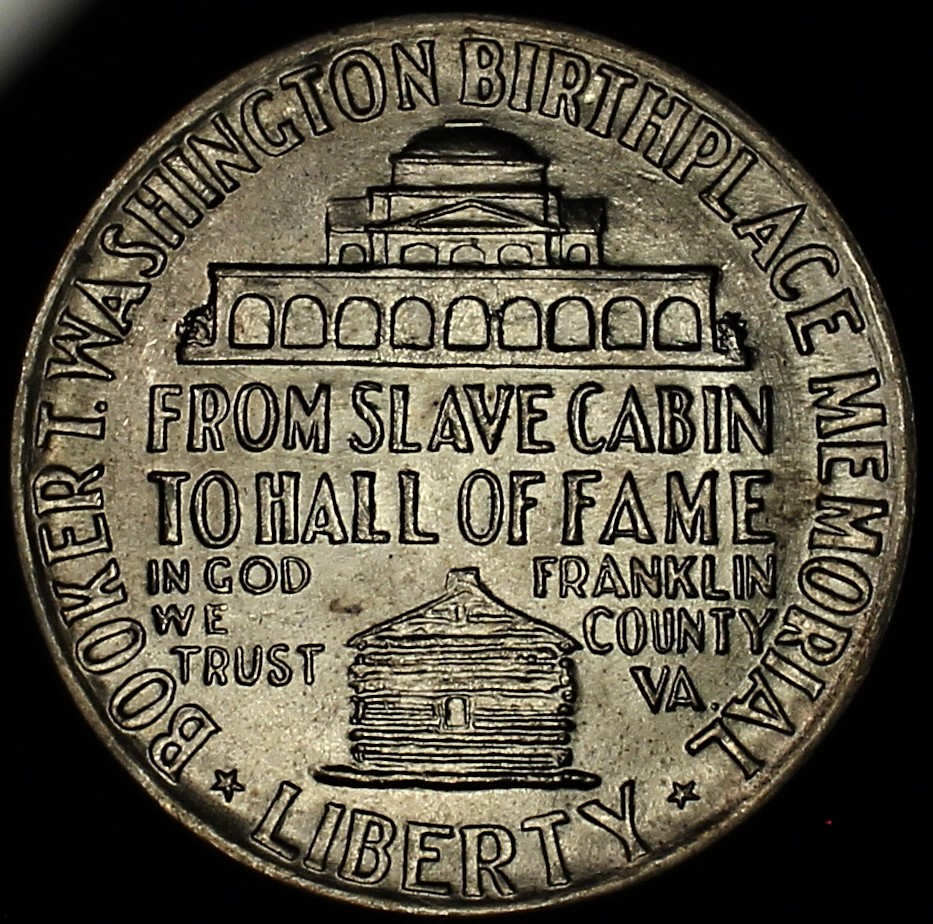 BOOKER T. WASHINGTON BIRTHPLACE MEMORIAL
FROM SLAVE CABIN
TO HALL OF FAME
IN GOD
WE
TRUST
FRANKLIN
COUNTY
VA.
LIBERTY